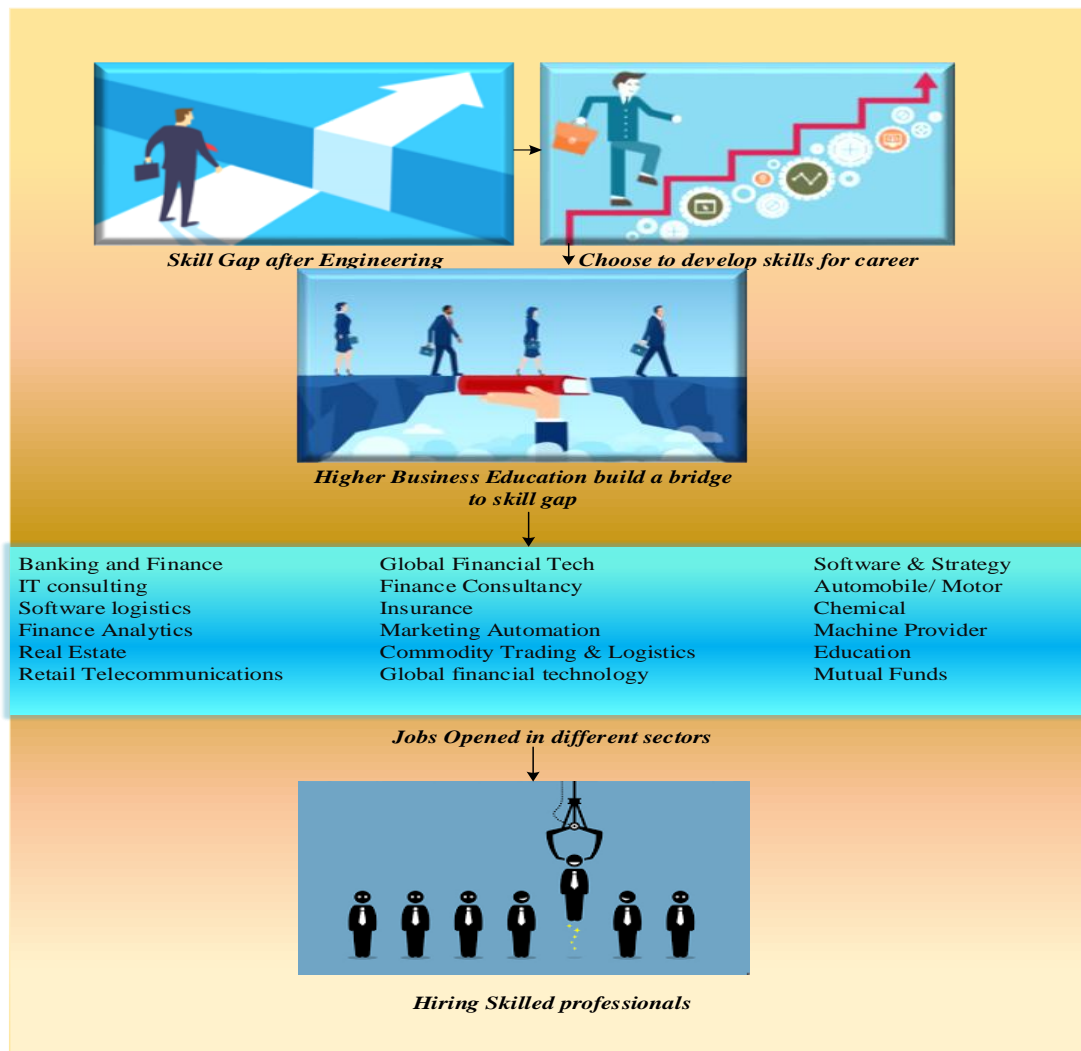 Skill Gap after Engineering
Choose to develop skills for career
Higher Business Education build a bridge
to skill gap
Banking and Finance
IT consulting
Software logistics
Finance Analytics
Real Estate
Retail Telecommunications
Global Financial Tech
Finance Consultancy
Insurance
Marketing Automation
Commodity Trading & Logistics
Global financial technology
Software & Strategy
Automobile/ Motor
Chemical
Machine Provider
Education
Mutual Funds
Jobs Opened in different sectors
Hiring Skilled professionals